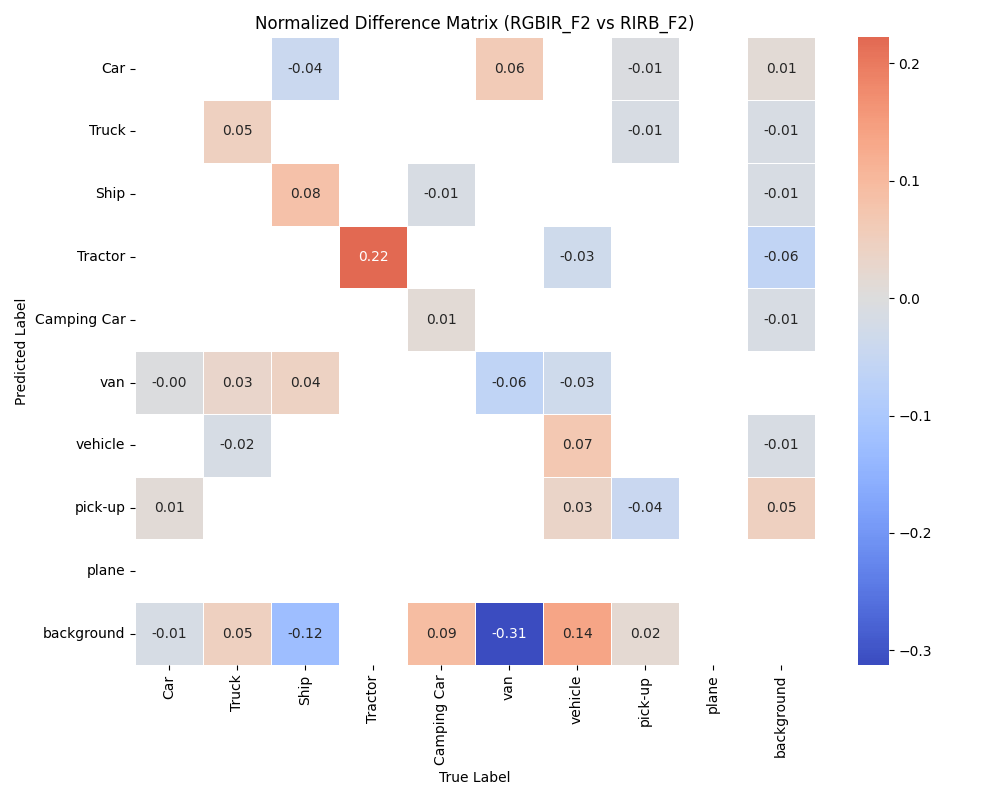 Normalized Difference Matrix (RGBIR_F2 vs RIRB_F2)
Predicted Label
Car -0.04 0.06 -0.01 0.01
Truck 0.05 -0.01 -0.01
Ship 0.08 -0.01 -0.01
Tractor 0.22 -0.03 -0.06
Camping Car 0.01 -0.01
van -0.00 0.03 0.04 -0.06 -0.03
vehicle -0.02 0.07 -0.01
pick-up 0.01 0.03 -0.04 0.05
plane
background -0.01 0.05 -0.12 0.09 -0.31 0.14 0.02
Car Truck Ship Tractor Camping Car van vehicle pick-up plane background
True Label
0.2
0.1
0.0
−0.1
−0.2
−0.3